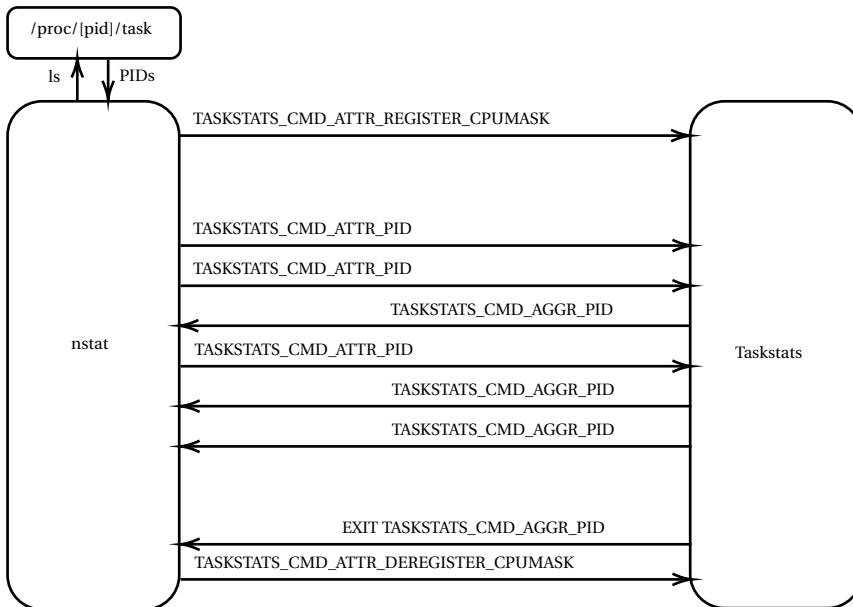 /proc/[pid]/task
ls
PIDs
TASKSTATS_CMD_ATTR_REGISTER_CPUMASK
TASKSTATS_CMD_ATTR_PID
TASKSTATS_CMD_ATTR_PID
TASKSTATS_CMD_AGGR_PID
nstat
TASKSTATS_CMD_ATTR_PID
Taskstats
TASKSTATS_CMD_AGGR_PID
TASKSTATS_CMD_AGGR_PID
EXIT TASKSTATS_CMD_AGGR_PID
TASKSTATS_CMD_ATTR_DEREGISTER_CPUMASK